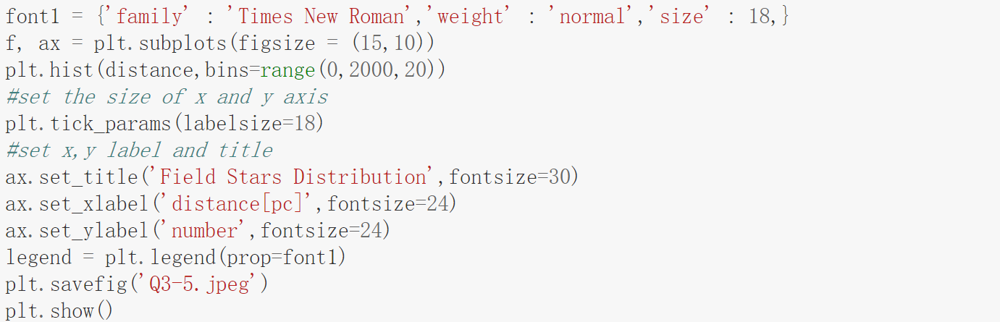 font1 = {'family' : 'Times New Roman','weight' : 'normal','size' : 18,}
f, ax = plt.subplots(figsize = (15,10))
plt.hist(distance,bins=range(0,2000,20))
#set the size of x and y axis
plt.tick_params(labelsize=18)
#set x,y label and title
ax.set_title('Field Stars Distribution',fontsize=30)
ax.set_xlabel('distance[pc]',fontsize=24)
ax.set_ylabel('number',fontsize=24)
legend = plt.legend(prop=font1)
plt.savefig('Q3-5.jpeg')
plt.show()